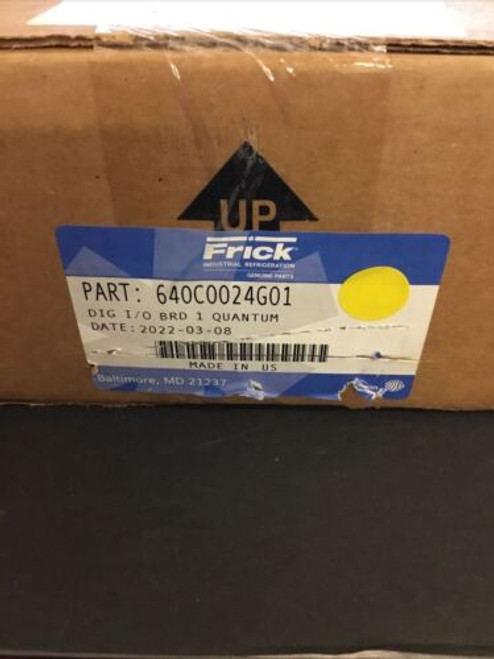 UP
Frick
INDUSTRIAL REFRIGERATION
GENUINE PARTS
PART: 640C0024G01
DIG I/O BRD 1 QUANTUM
DATE:2022-03-08
MADE IN US
Baltimore, MD 21237